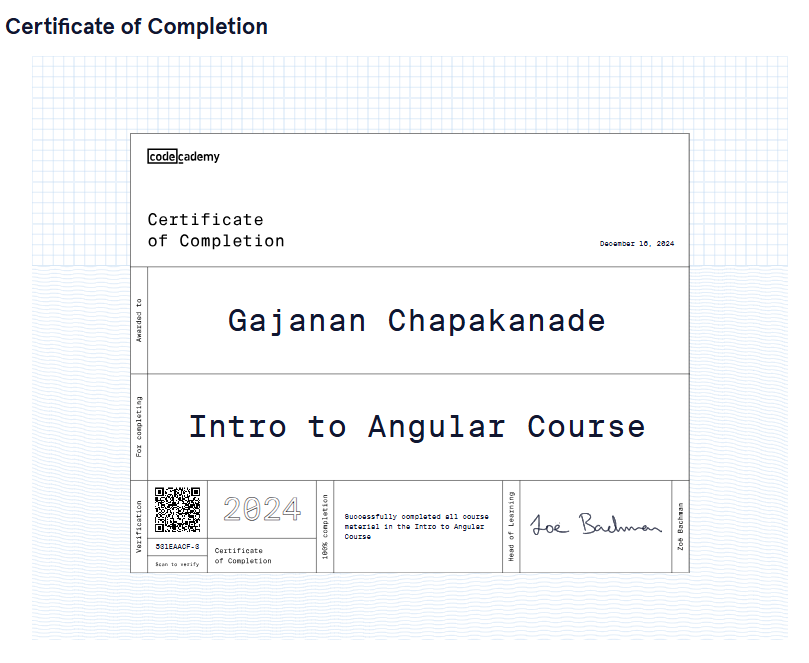 Certificate of Completion
codecademy
Certificate
of Completion
December 16, 2024
Awarded to
Gajanan Chapakanade
For completing
Intro to Angular Course
Verification
531EAACF-3
Scan to verify
2024
Certificate
of Completion
100% completion
Successfully completed all course
material in the Intro to Angular
Course
Head of Learning
Zoe Bachman
Zoë Bachman